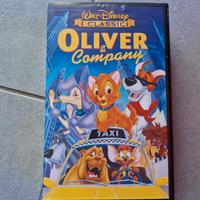 WALT DISNEY
I CLASSICI
OLIVER
& Company
TAXI